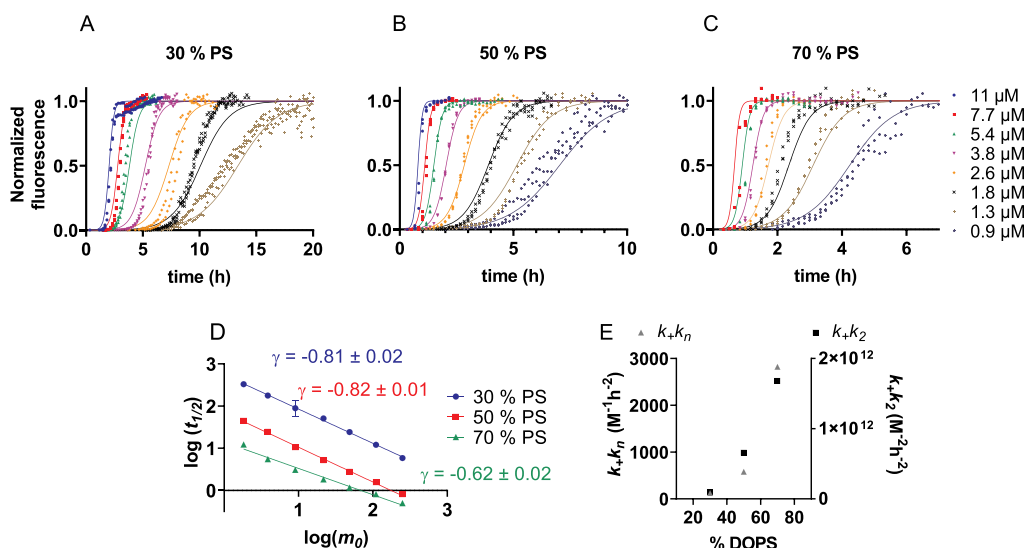 A
B
C
30 % PS
50 % PS
70 % PS
Normalized
fluorescence
1.0
0.5
0.0
0
5
10
15
20
time (h)
1.0
0.5
0.0
0
5
10
time (h)
1.0
0.5
0.0
0
2
4
6
time (h)
11 µM
7.7 µM
5.4 µM
3.8 µM
2.6 µM
1.8 µM
1.3 µM
0.9 µM
D
γ = -0.81 ± 0.02
γ = -0.82 ± 0.01
γ = -0.62 ± 0.02
log (t1/2)
3
2
1
0
1
2
3
log(m0)
30 % PS
50 % PS
70 % PS
E
k+kn
k+k2
k+kn (M-1h-2)
3000
2000
1000
0
20
40
60
80
% DOPS
2×10¹²
1×10¹²
0
k+k2 (M-2h-2)